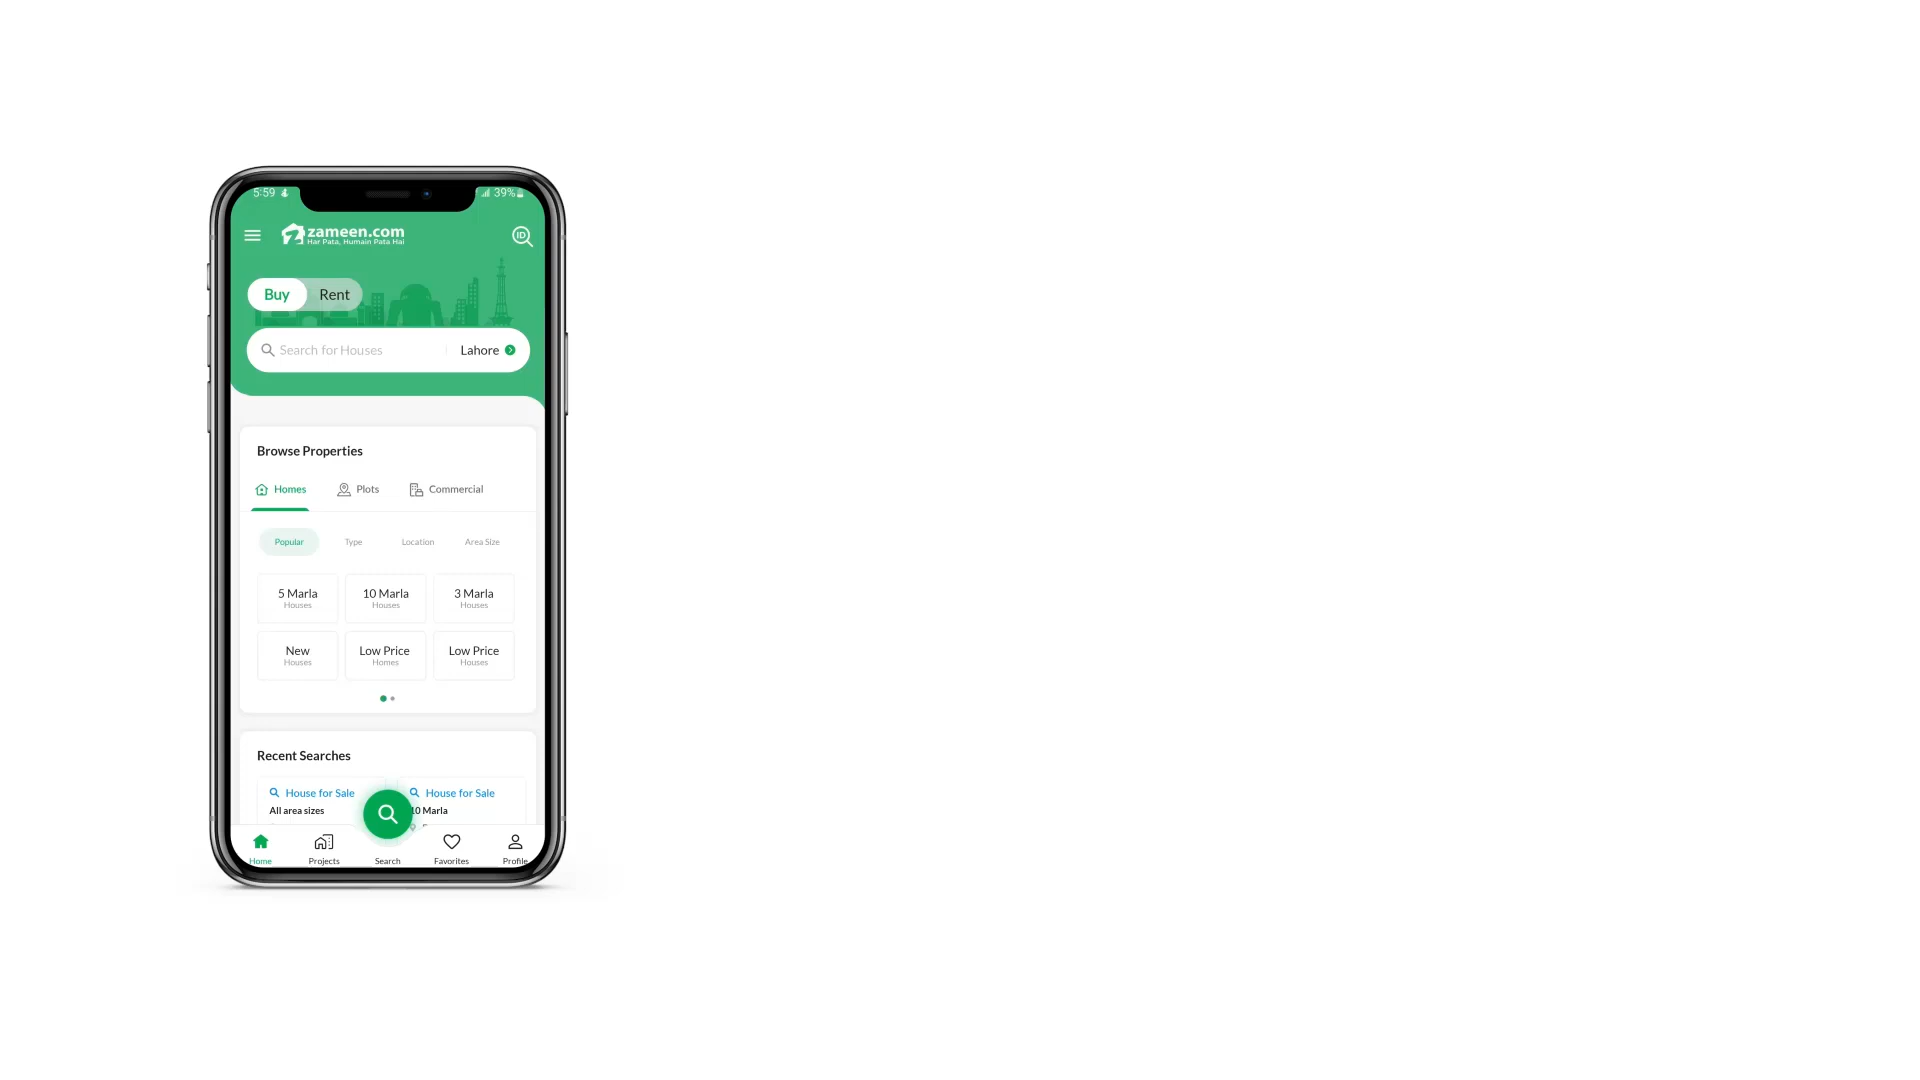 5:59 39%
zameen.com
Har Pata, Humain Pata Hai
ID
Buy Rent
Search for Houses Lahore
Browse Properties
Homes Plots Commercial
Popular Type Location Area Size
5 Marla 10 Marla 3 Marla
Houses Houses Houses
New Low Price Low Price
Houses Homes Houses
Recent Searches
House for Sale House for Sale
All area sizes 10 Marla
Home Projects Search Favorites Profile